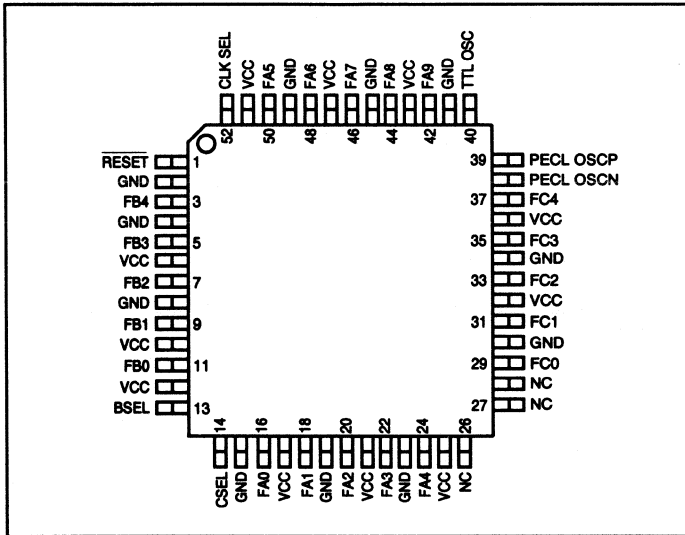 CLK SEL
VCC
FA5
GND
FA6
VCC
FA7
GND
FA8
VCC
FA9
GND
TTL OSC
52
50
48
46
44
42
40
RESET 1
GND
FB4 3
GND
FB3 5
VCC
FB2 7
GND
FB1 9
VCC
FB0 11
VCC
BSEL 13
39 PECL OSCP
PECL OSCN
37 FC4
VCC
35 FC3
GND
33 FC2
VCC
31 FC1
GND
29 FC0
NC
27 NC
14
16
18
20
22
24
26
CSEL
GND
FA0
VCC
FA1
GND
FA2
VCC
FA3
GND
FA4
VCC
NC